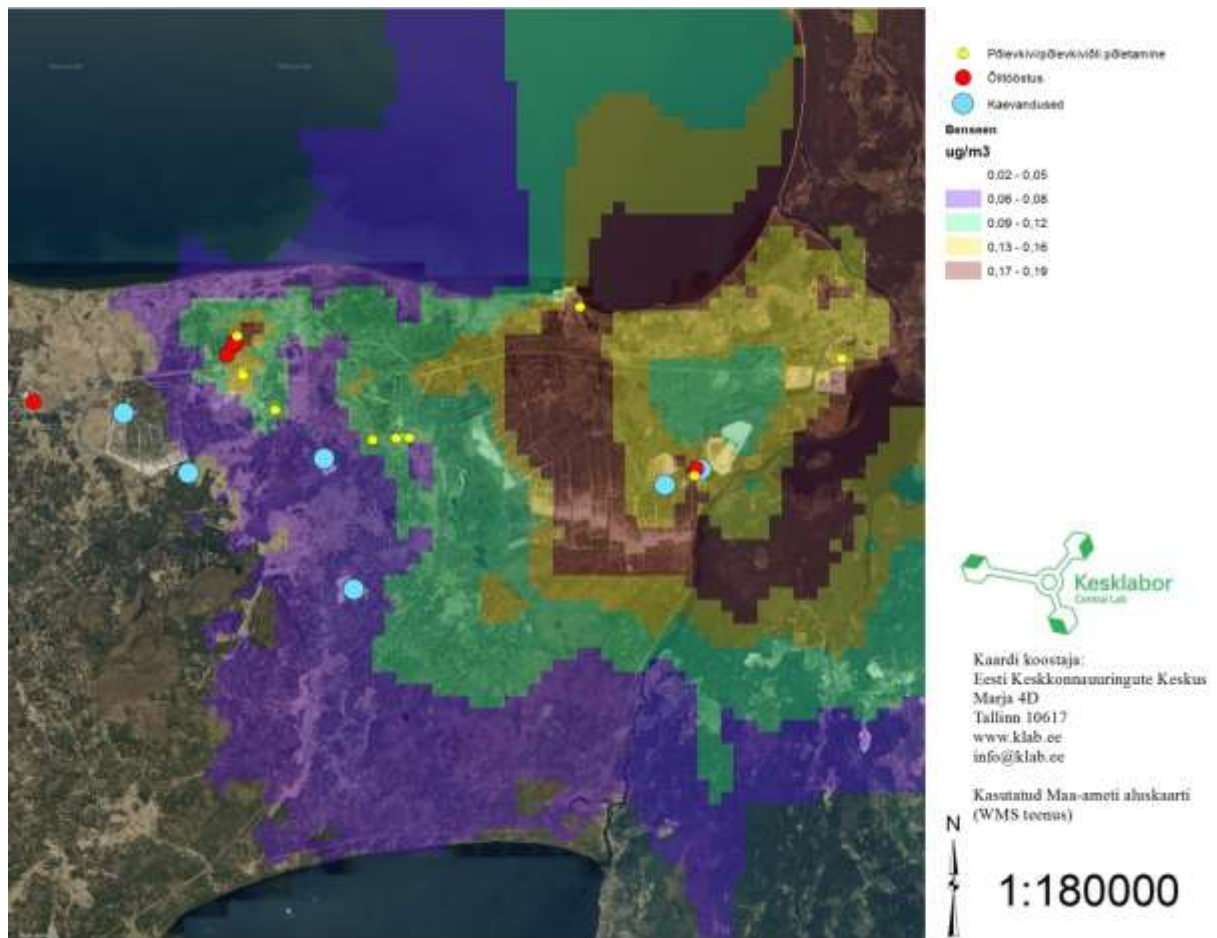 Põlevkivi/põlevkiviõli põletamine
Õlitööstus
Kaevandused
Benseen
ug/m3
0,02 - 0,05
0,06 - 0,08
0,09 - 0,12
0,13 - 0,16
0,17 - 0,19
Kesklabor
Central Lab
Kaardi koostaja:
Eesti Keskkonnauuringute Keskus
Marja 4D
Tallinn 10617
www.klab.ee
info@klab.ee
Kasutatud Maa-ameti aluskaarti
(WMS teenus)
N
1:180000